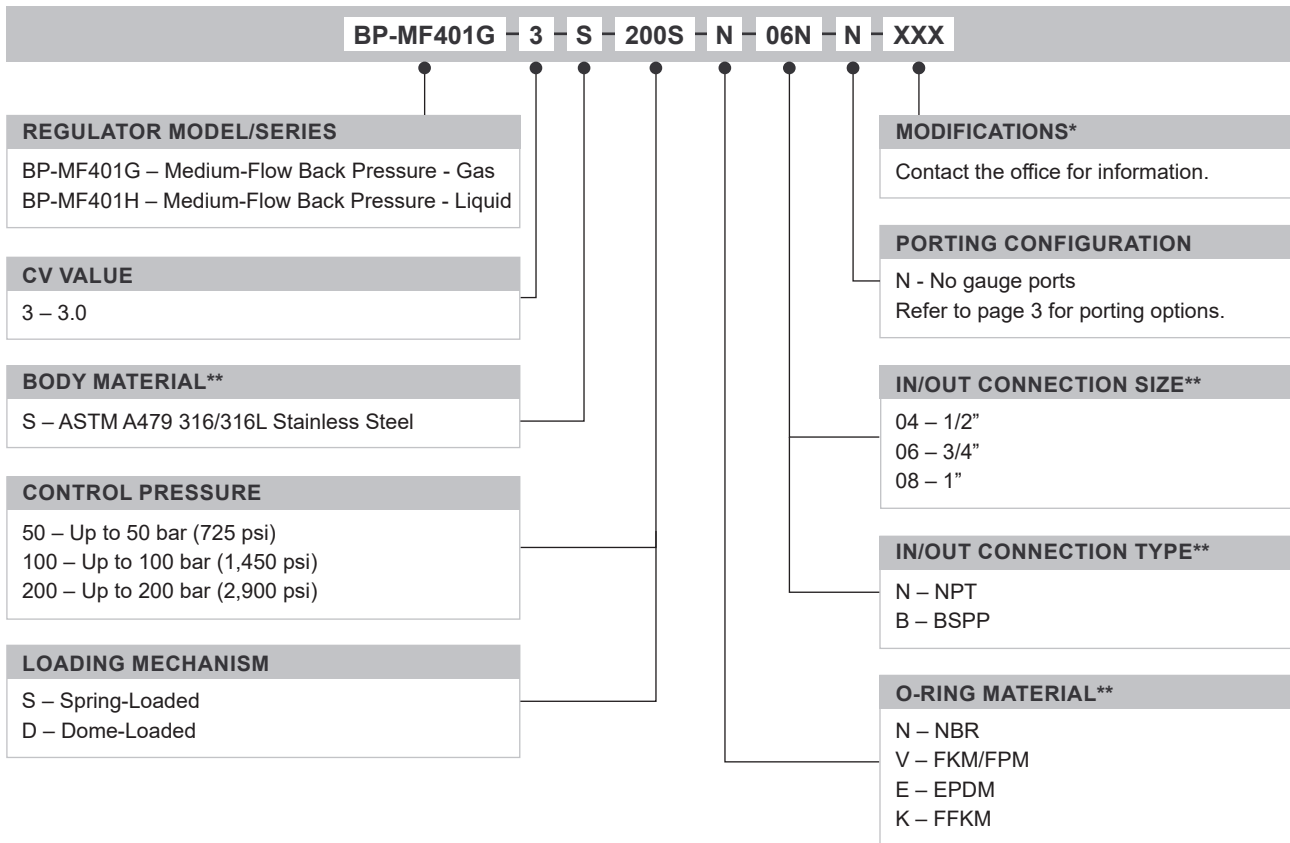 BP-MF401G - 3 - S - 200S - N - 06N - N - XXX
REGULATOR MODEL/SERIES
BP-MF401G – Medium-Flow Back Pressure - Gas
BP-MF401H – Medium-Flow Back Pressure - Liquid
CV VALUE
3 – 3.0
BODY MATERIAL**
S – ASTM A479 316/316L Stainless Steel
CONTROL PRESSURE
50 – Up to 50 bar (725 psi)
100 – Up to 100 bar (1,450 psi)
200 – Up to 200 bar (2,900 psi)
LOADING MECHANISM
S – Spring-Loaded
D – Dome-Loaded
MODIFICATIONS*
Contact the office for information.
PORTING CONFIGURATION
N - No gauge ports
Refer to page 3 for porting options.
IN/OUT CONNECTION SIZE**
04 – 1/2”
06 – 3/4”
08 – 1”
IN/OUT CONNECTION TYPE**
N – NPT
B – BSPP
O-RING MATERIAL**
N – NBR
V – FKM/FPM
E – EPDM
K – FFKM